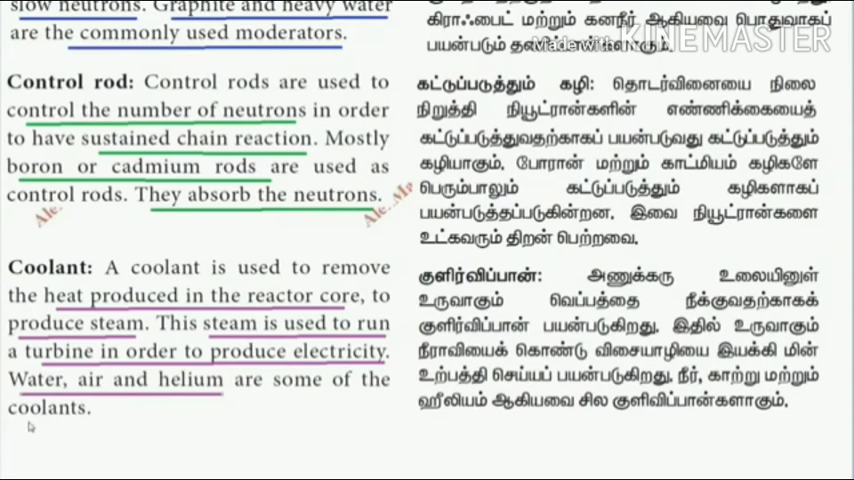 slow neutrons. Graphite and heavy water
are the commonly used moderators.
Control rod: Control rods are used to
control the number of neutrons in order
to have sustained chain reaction. Mostly
boron or cadmium rods are used as
control rods. They absorb the neutrons.
Coolant: A coolant is used to remove
the heat produced in the reactor core, to
produce steam. This steam is used to run
a turbine in order to produce electricity.
Water, air and helium are some of the
coolants.
கிராஃபைட் மற்றும் கனநீர் ஆகியவை பொதுவாகப்
பயன்படும்
Made with KINEMASTER
கட்டுப்படுத்தும் கழி: தொடர்வினையை நிலை
நிறுத்தி நியூட்ரான்களின் எண்ணிக்கையைத்
கட்டுப்படுத்துவதற்காகப் பயன்படுவது கட்டுப்படுத்தும்
கழியாகும். போரான் மற்றும் காட்மியம் கழிகளே
பெரும்பாலும் கட்டுப்படுத்தும் கழிகளாகப்
பயன்படுத்தப்படுகின்றன. இவை நியூட்ரான்களை
உட்கவரும் திறன் பெற்றவை.
குளிர்விப்பான்: அணுக்கரு உலையினுள்
உருவாகும் வெப்பத்தை நீக்குவதற்காகக்
குளிர்விப்பான் பயன்படுகிறது. இதில் உருவாகும்
நீராவியைக் கொண்டு விசையாழியை இயக்கி மின்
உற்பத்தி செய்யப் பயன்படுகிறது. நீர், காற்று மற்றும்
ஹீலியம் ஆகியவை சில குளிவிப்பான்களாகும்.